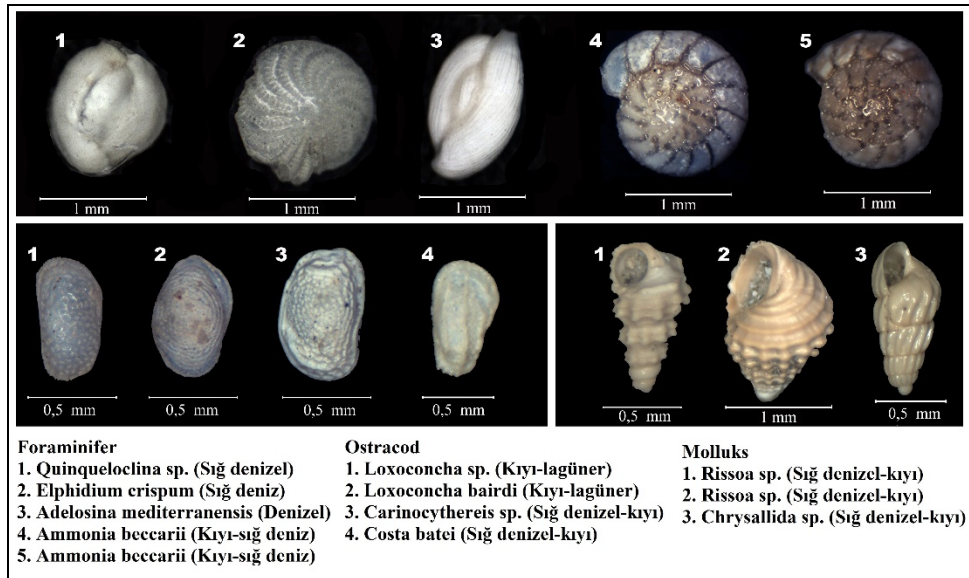 1 2 3 4 5
1 mm 1 mm 1 mm 1 mm 1 mm
1 2 3 4
0,5 mm 0,5 mm 0,5 mm 0,5 mm
1 2 3
0,5 mm 1 mm 0,5 mm
Foraminifer
1. Quinqueloclina sp. (Sığ denizel)
2. Elphidium crispum (Sığ deniz)
3. Adelosina mediterranensis (Denizel)
4. Ammonia beccarii (Kıyı-sığ deniz)
5. Ammonia beccarii (Kıyı-sığ deniz)
Ostracod
1. Loxoconcha sp. (Kıyı-lagüner)
2. Loxoconcha bairdi (Kıyı-lagüner)
3. Carinocythereis sp. (Sığ denizel-kıyı)
4. Costa batei (Sığ denizel-kıyı)
Molluks
1. Rissoa sp. (Sığ denizel-kıyı)
2. Rissoa sp. (Sığ denizel-kıyı)
3. Chrysallida sp. (Sığ denizel-kıyı)